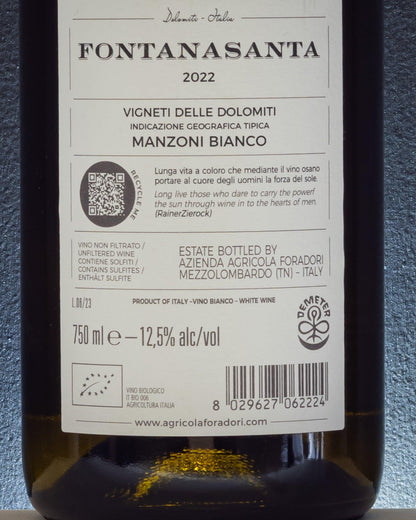 Dolomiti - Italia
FONTANASANTA
2022
VIGNETI DELLE DOLOMITI
INDICAZIONE GEOGRAFICA TIPICA
MANZONI BIANCO
RECYCLE ME
Lunga vita a coloro che mediante il vino osano
portare al cuore degli uomini la forza del sole.
Long live those who dare to carry the powerf
the sun through wine in to the hearts of men.
(RainerZierock)
VINO NON FILTRATO /
UNFILTERED WINE
CONTIENE SOLFITI /
CONTAINS SULFITES /
ENTHÄLT SULFITE
ESTATE BOTTLED BY
AZIENDA AGRICOLA FORADORI
MEZZOLOMBARDO (TN) - ITALY
L.06/23
PRODUCT OF ITALY -VINO BIANCO - WHITE WINE
DEMETER
750 ml e — 12,5% alc/vol
VINO BIOLOGICO
IT BIO 006
AGRICOLTURA ITALIA
8 029627 062224
www.agricolaforadori.com